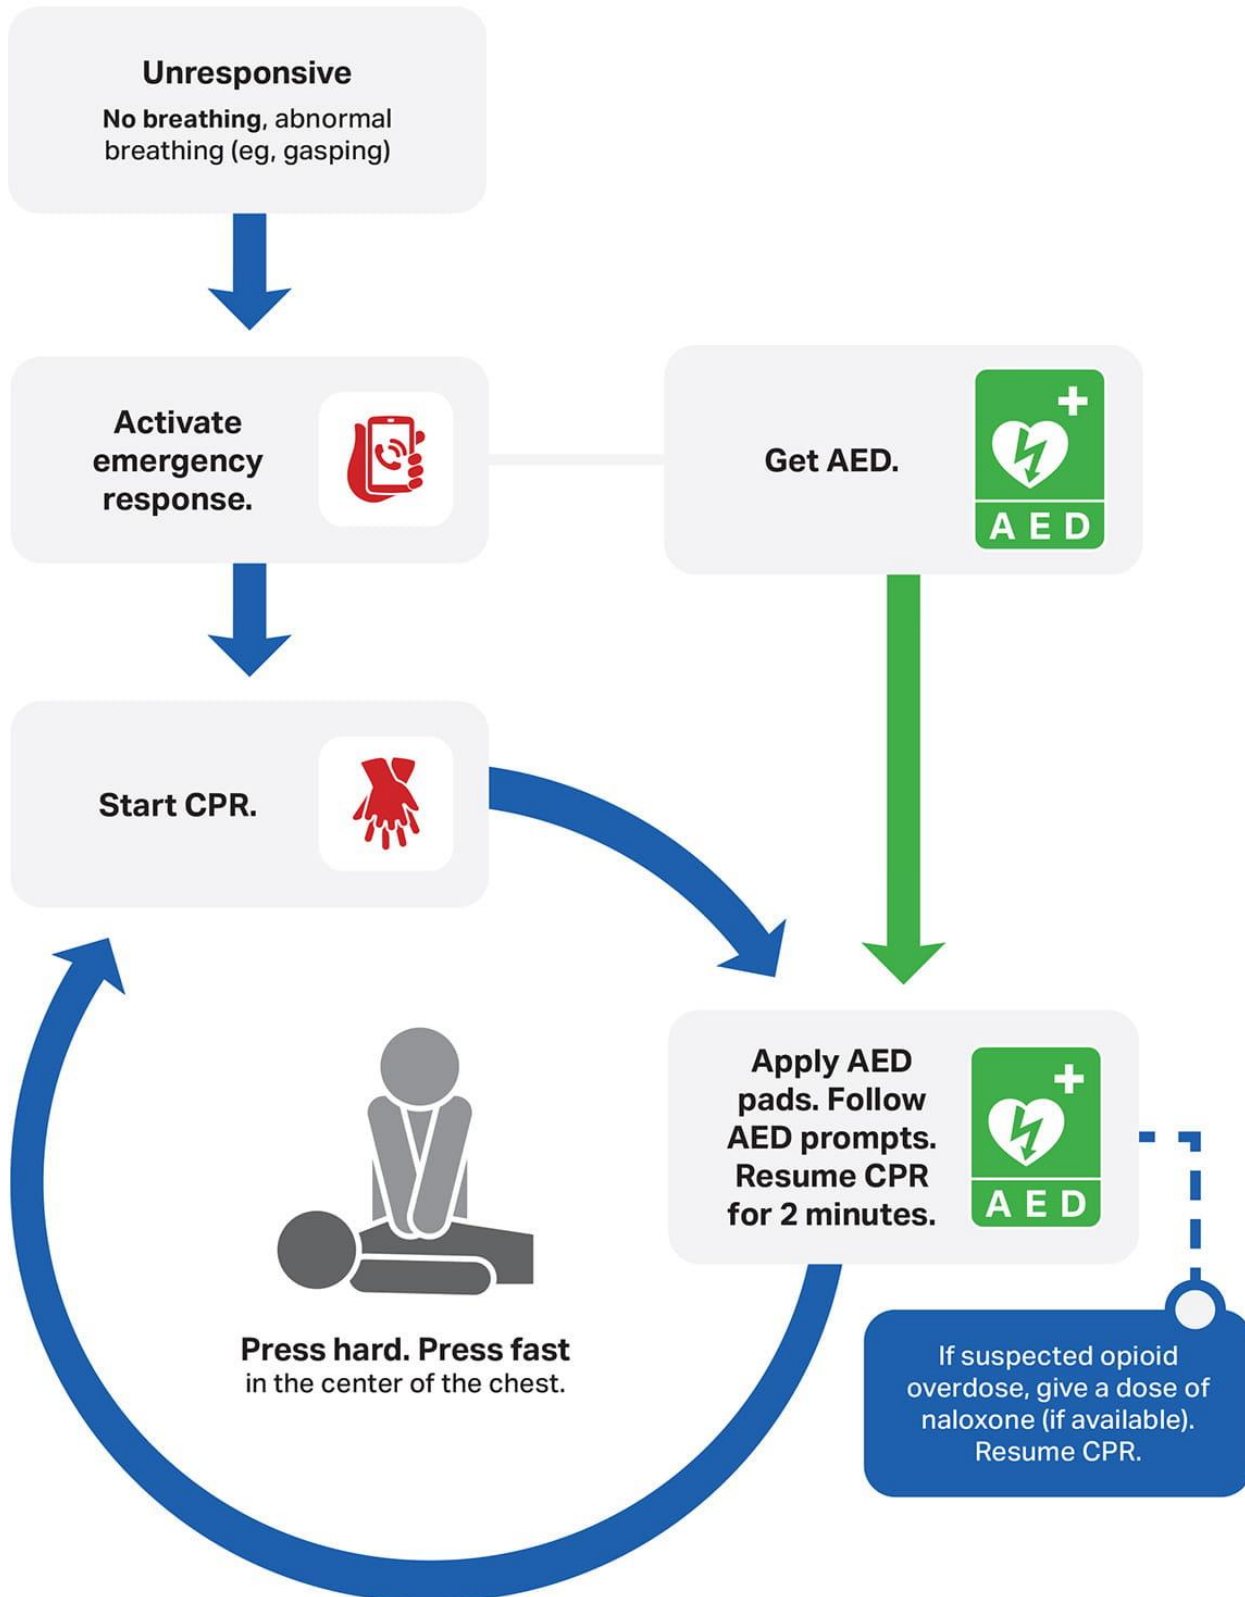 Unresponsive
No breathing, abnormal
breathing (eg, gasping)
Activate
emergency
response.
Get AED.
AED
Start CPR.
Apply AED
pads. Follow
AED prompts.
Resume CPR
for 2 minutes.
AED
Press hard. Press fast
in the center of the chest.
If suspected opioid
overdose, give a dose of
naloxone (if available).
Resume CPR.